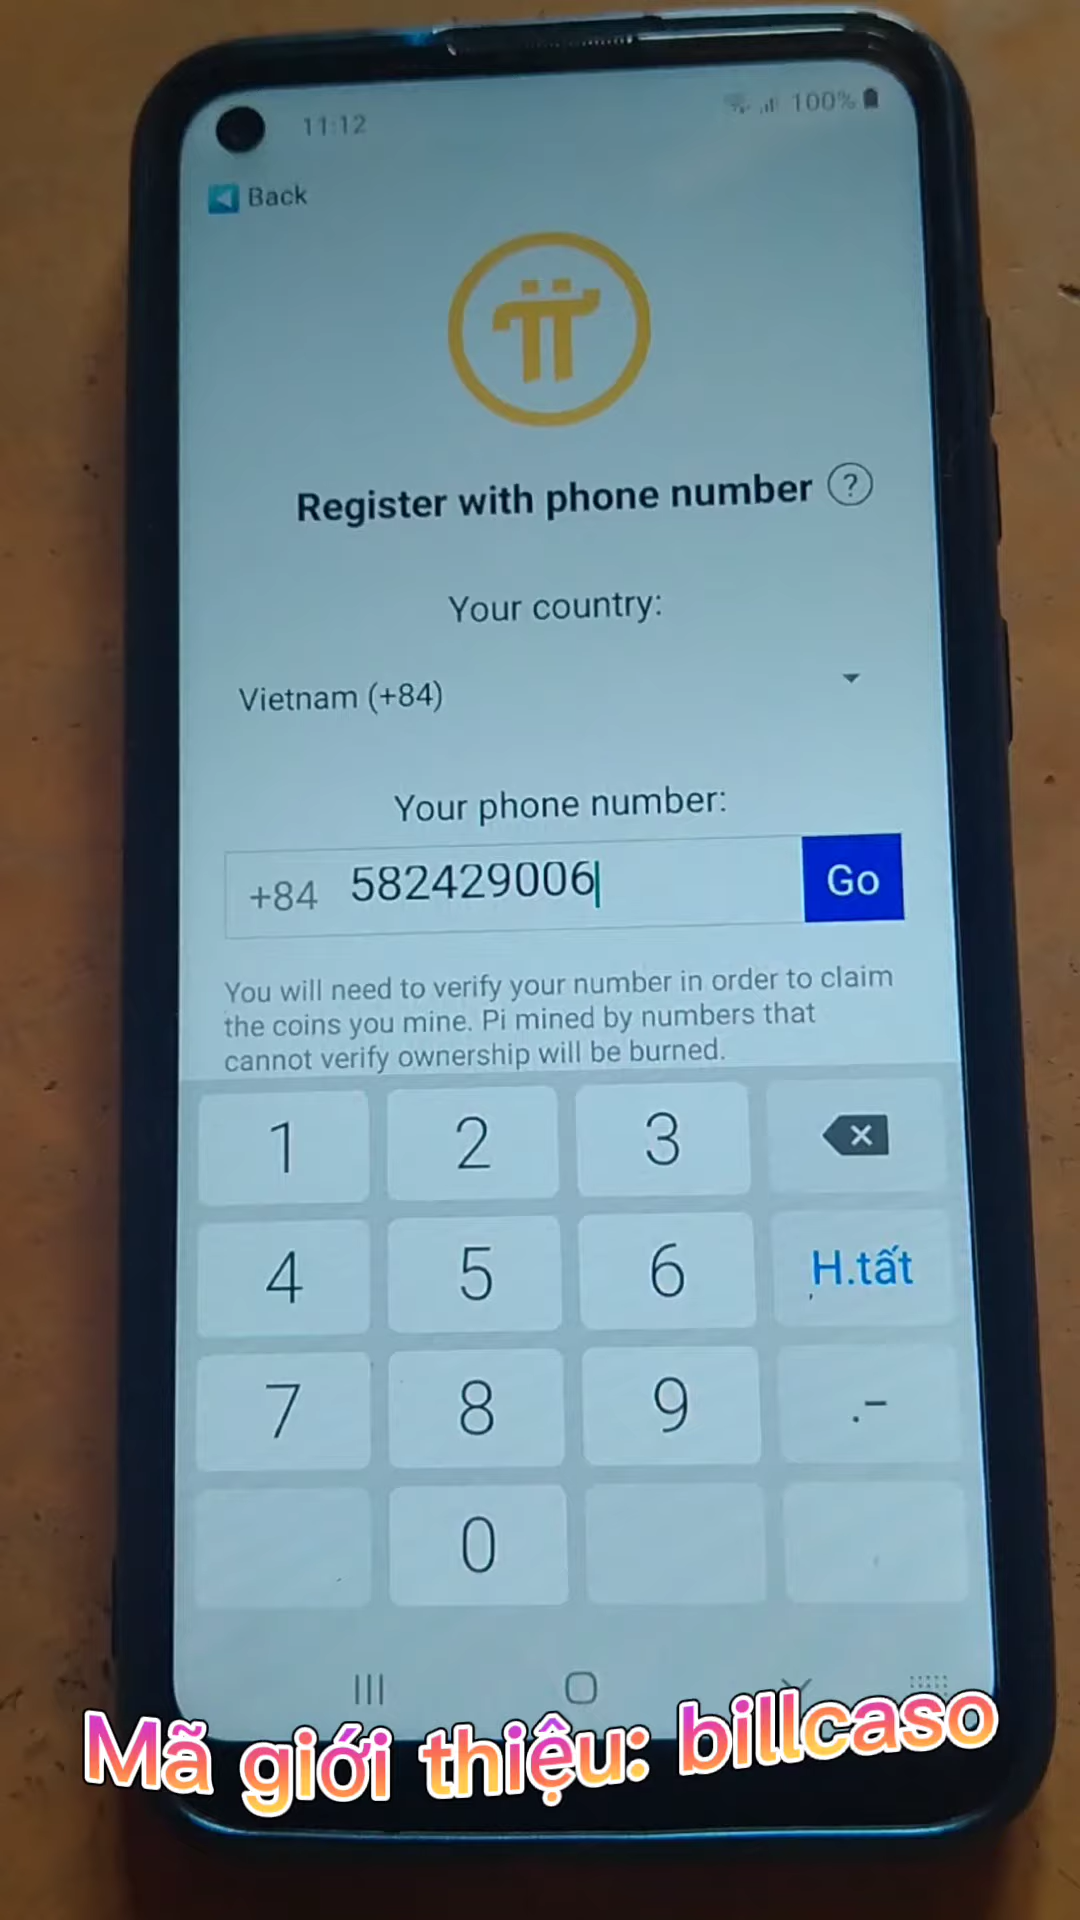 11:12
100%
Back
Register with phone number ?
Your country:
Vietnam (+84)
Your phone number:
+84 582429006 Go
You will need to verify your number in order to claim
the coins you mine. Pi mined by numbers that
cannot verify ownership will be burned.
1 2 3
4 5 6 H.tất
7 8 9 .-
0
Mã giới thiệu: billcaso